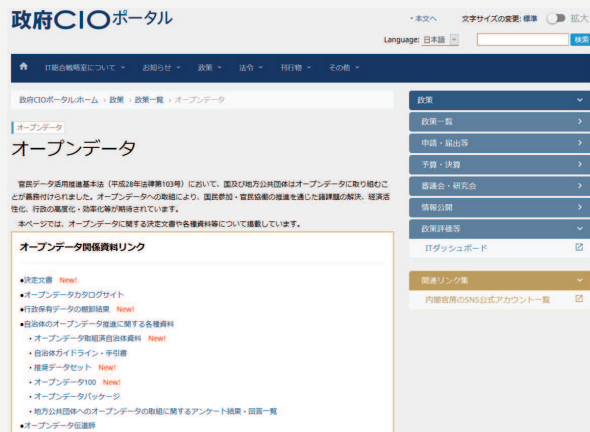 政府CIOポータル
・本文へ 文字サイズの変更: 標準 拡大
Language: 日本語 検索
IT総合戦略室について お知らせ 政策 法令 刊行物 その他
政府CIOポータル:ホーム › 政策 › 政策一覧 › オープンデータ
オープンデータ
オープンデータ
官民データ活用推進基本法（平成28年法律第103号）において、国及び地方公共団体はオープンデータに取り組むこ
とが義務付けられました。オープンデータへの取組により、国民参加・官民協働の推進を通じた諸課題の解決、経済活
性化、行政の高度化・効率化等が期待されています。
本ページでは、オープンデータに関する決定文書や各種資料等について掲載しています。
オープンデータ関係資料リンク
●決定文書 New!
●オープンデータカタログサイト
●行政保有データの棚卸結果 New!
●自治体のオープンデータ推進に関する各種資料
・オープンデータ取組済自治体資料 New!
・自治体ガイドライン・手引書
・推奨データセット New!
・オープンデータ100 New!
・オープンデータパッケージ
・地方公共団体へのオープンデータの取組に関するアンケート結果・回答一覧
●オープンデータ伝道師
政策
政策一覧
申請・届出等
予算・決算
審議会・研究会
情報公開
政策評価等
ITダッシュボード
関連リンク集
内閣官房のSNS公式アカウント一覧